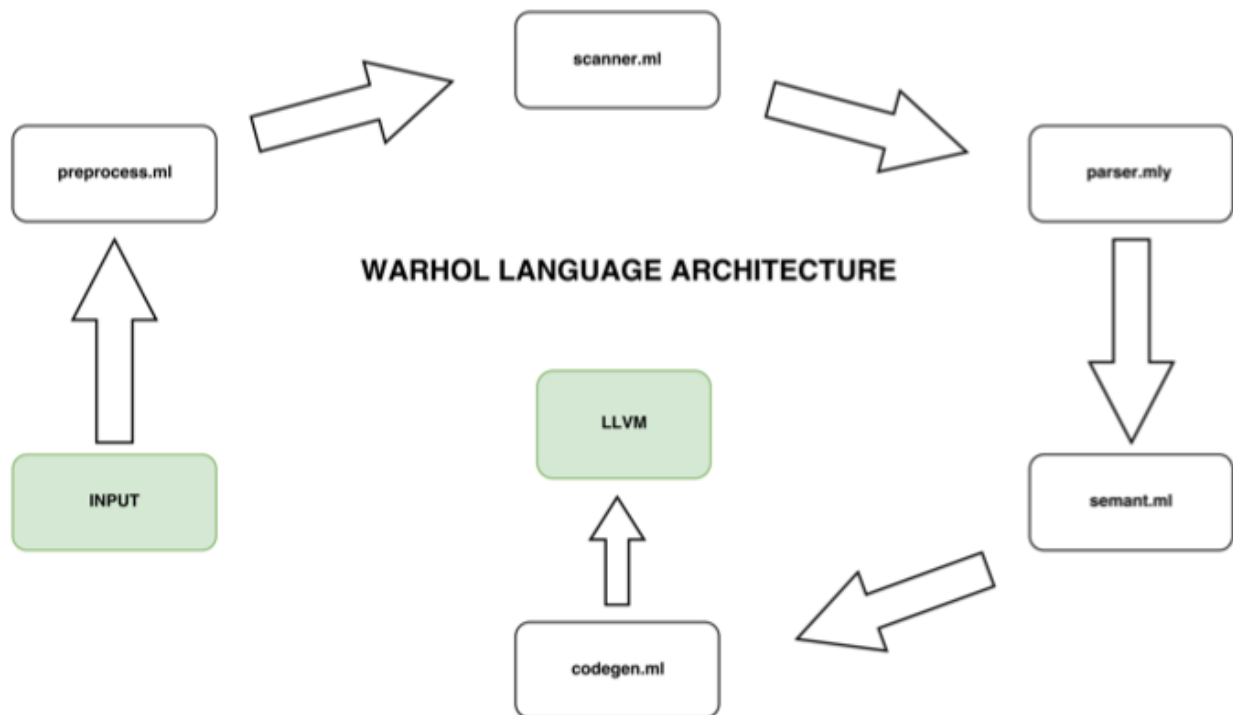 scanner.ml
preprocess.ml
parser.mly
WARHOL LANGUAGE ARCHITECTURE
LLVM
INPUT
semant.ml
codegen.ml